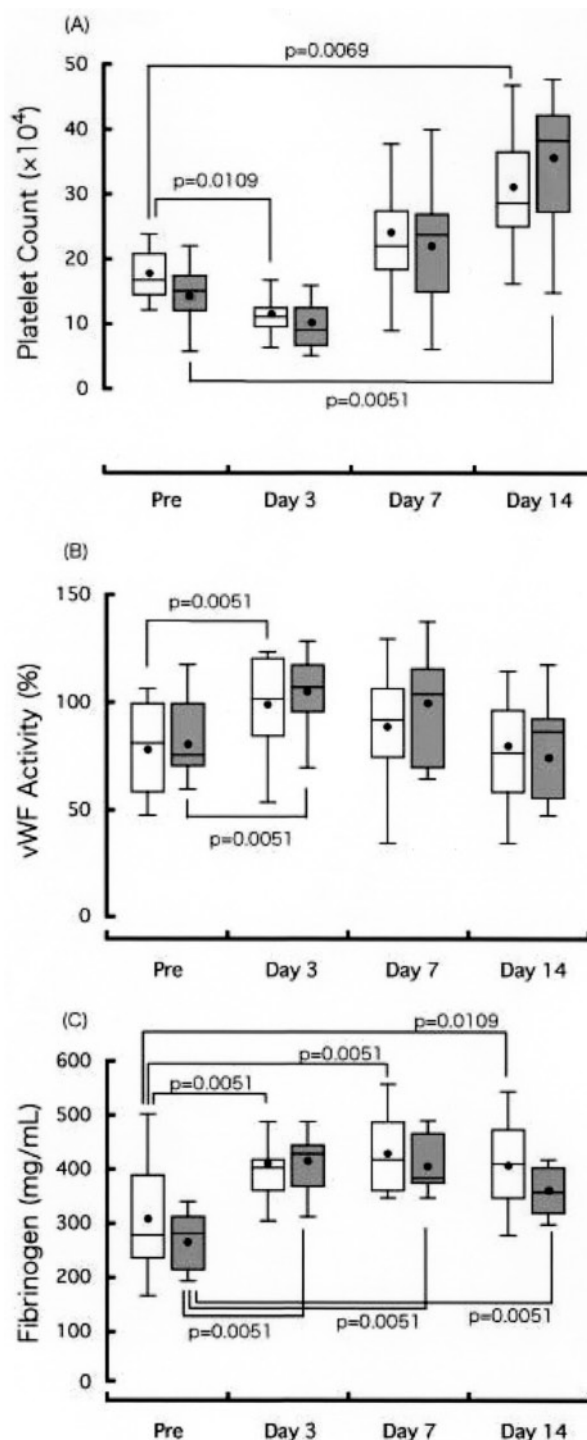 (A)
Platelet Count (×10⁴)
50
40
30
20
10
0
p=0.0069
p=0.0109
p=0.0051
Pre Day 3 Day 7 Day 14
(B)
vWF Activity (%)
150
100
50
0
p=0.0051
p=0.0051
Pre Day 3 Day 7 Day 14
(C)
Fibrinogen (mg/mL)
600
500
400
300
200
100
0
p=0.0109
p=0.0051
p=0.0051
p=0.0051
p=0.0051
p=0.0051
Pre Day 3 Day 7 Day 14